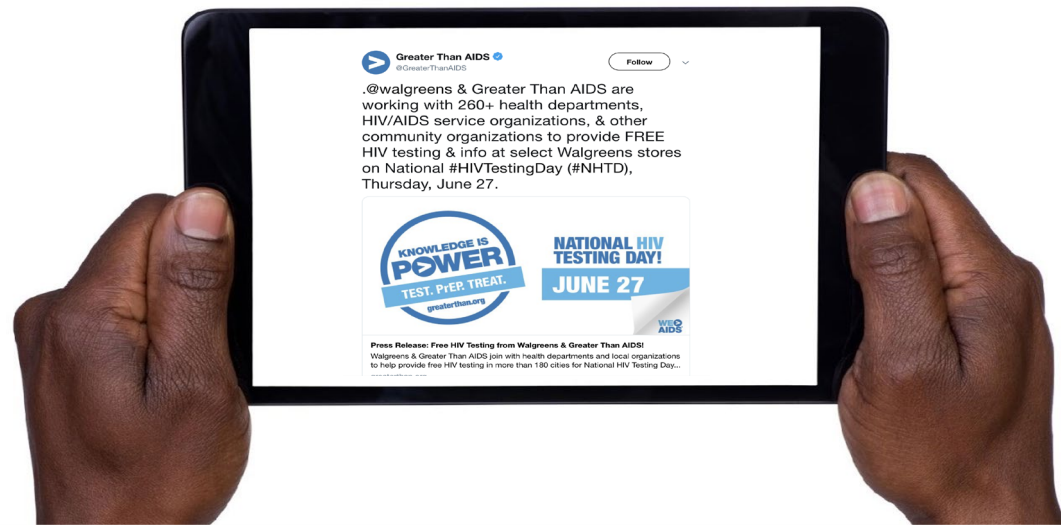 Greater Than AIDS
@GreaterThanAIDS
Follow
.@walgreens & Greater Than AIDS are
working with 260+ health departments,
HIV/AIDS service organizations, & other
community organizations to provide FREE
HIV testing & info at select Walgreens stores
on National #HIVTestingDay (#NHTD),
Thursday, June 27.
KNOWLEDGE IS
POWER
TEST. PrEP. TREAT.
greaterthan.org
NATIONAL HIV
TESTING DAY!
JUNE 27
WE>
AIDS
Press Release: Free HIV Testing from Walgreens & Greater Than AIDS!
Walgreens & Greater Than AIDS join with health departments and local organizations
to help provide free HIV testing in more than 180 cities for National HIV Testing Day...